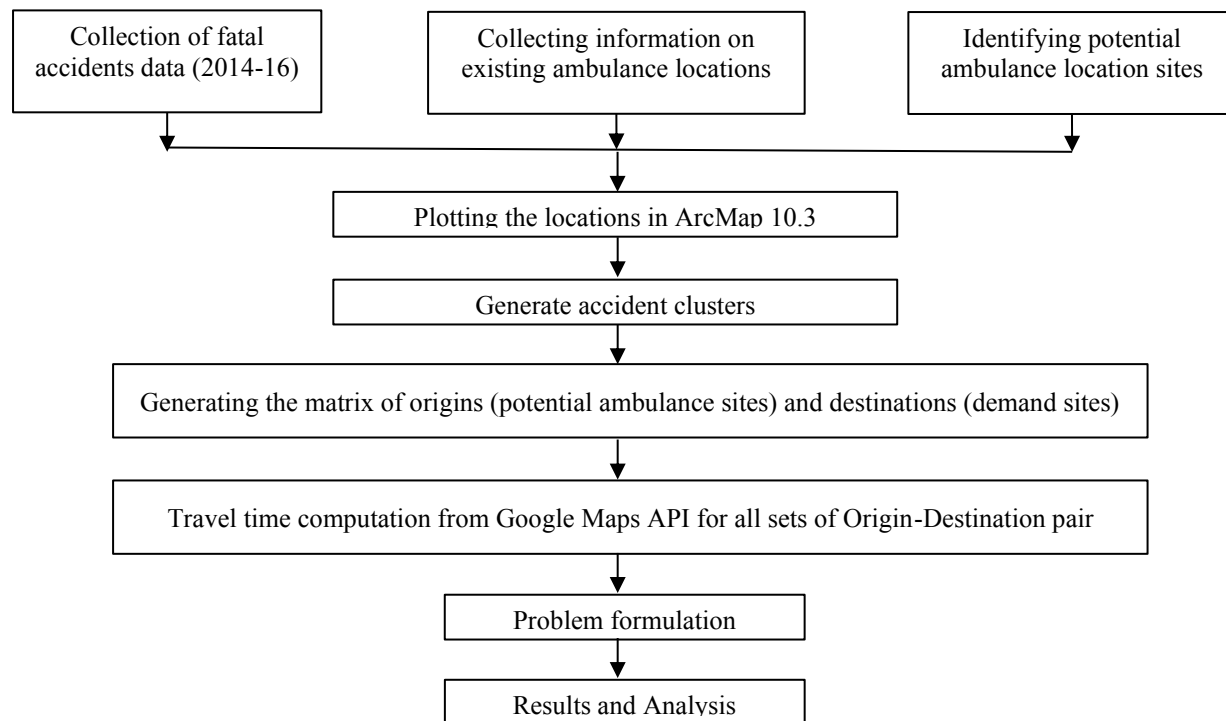 Collection of fatal
accidents data (2014-16)
Collecting information on
existing ambulance locations
Identifying potential
ambulance location sites
Plotting the locations in ArcMap 10.3
Generate accident clusters
Generating the matrix of origins (potential ambulance sites) and destinations (demand sites)
Travel time computation from Google Maps API for all sets of Origin-Destination pair
Problem formulation
Results and Analysis